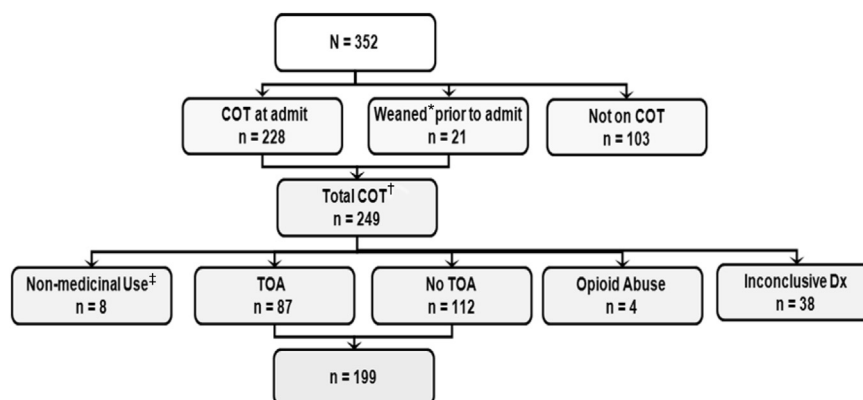 N = 352
COT at admit
n = 228
Weaned* prior to admit
n = 21
Not on COT
n = 103
Total COT†
n = 249
Non-medicinal Use‡
n = 8
TOA
n = 87
No TOA
n = 112
Opioid Abuse
n = 4
Inconclusive Dx
n = 38
n = 199